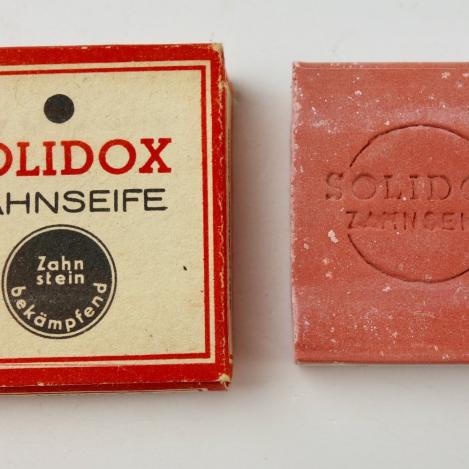 OLIDOX
AHNSEIFE
Zahn
stein
bekämpfend
SOLIDO
ZAHNSEI